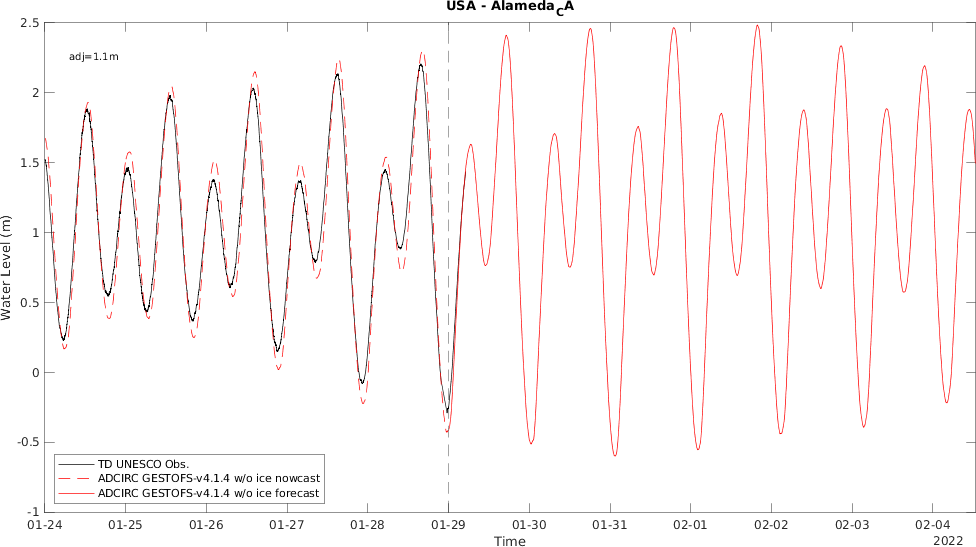 USA - Alameda_CA
adj=1.1m
2.5
2
1.5
1
0.5
0
-0.5
-1
Water Level (m)
TD UNESCO Obs.
ADCIRC GESTOFS-v4.1.4 w/o ice nowcast
ADCIRC GESTOFS-v4.1.4 w/o ice forecast
01-24 01-25 01-26 01-27 01-28 01-29 01-30 01-31 02-01 02-02 02-03 02-04
Time
2022